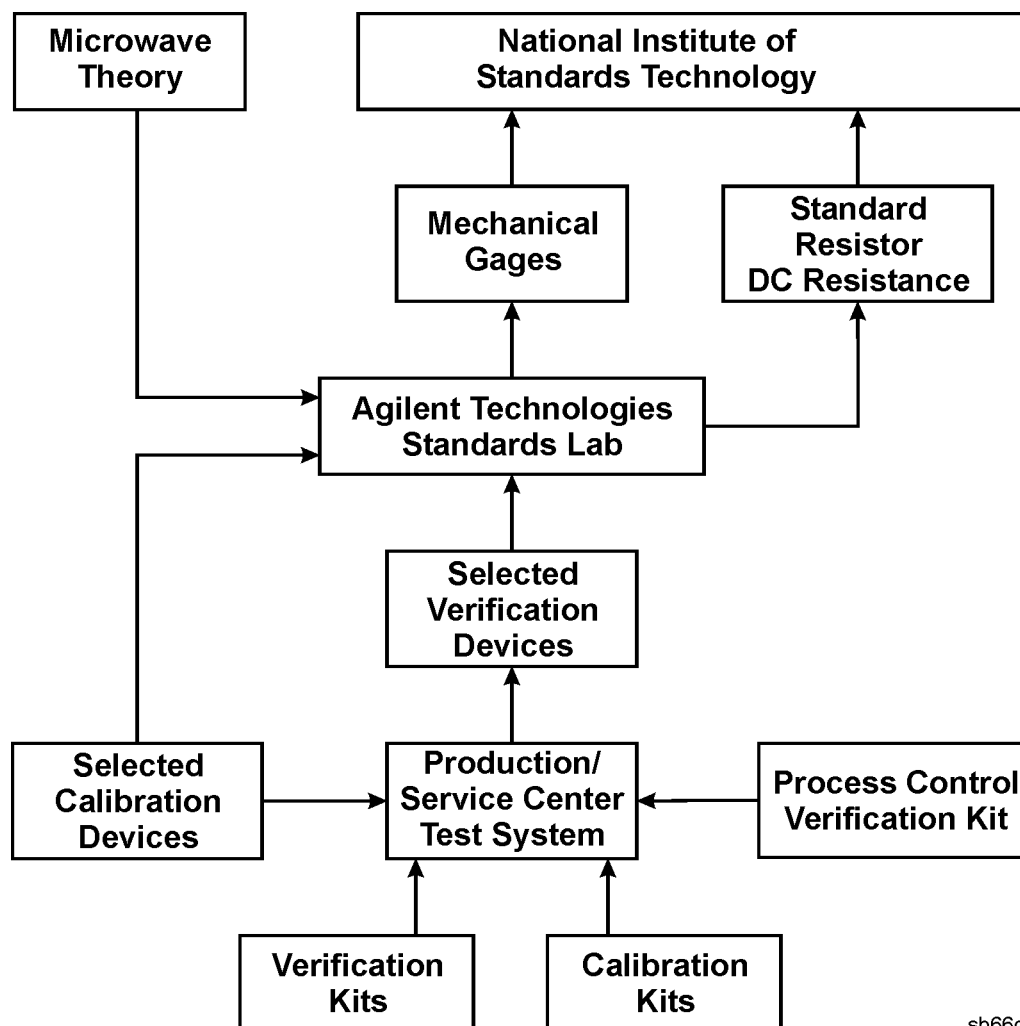 Microwave
Theory
National Institute of
Standards Technology
Mechanical
Gages
Standard
Resistor
DC Resistance
Agilent Technologies
Standards Lab
Selected
Verification
Devices
Selected
Calibration
Devices
Production/
Service Center
Test System
Process Control
Verification Kit
Verification
Kits
Calibration
Kits